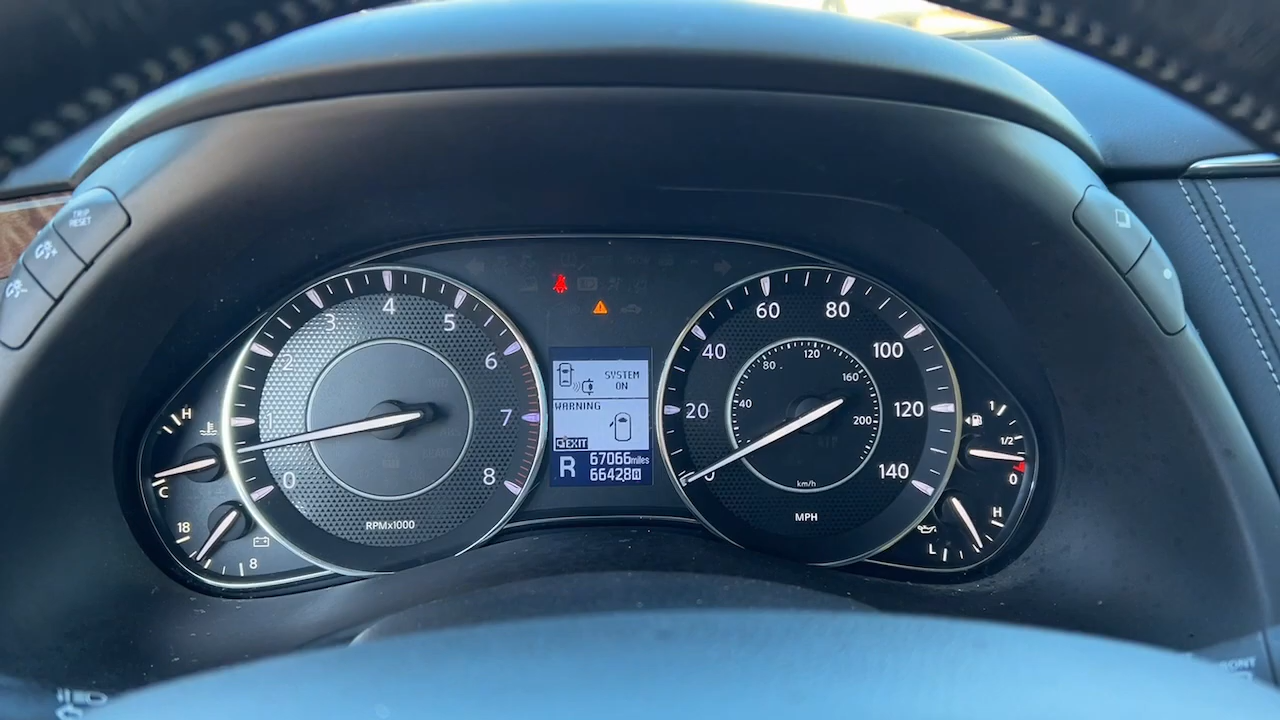 TRIP
RESET
0
1
2
3
4
5
6
7
8
RPMx1000
H
C
18
8
SYSTEM
ON
WARNING
EXIT
R
67066miles
66428
0
20
40
60
80
100
120
140
40
80
120
160
200
km/h
MPH
1
1/2
0
H
L